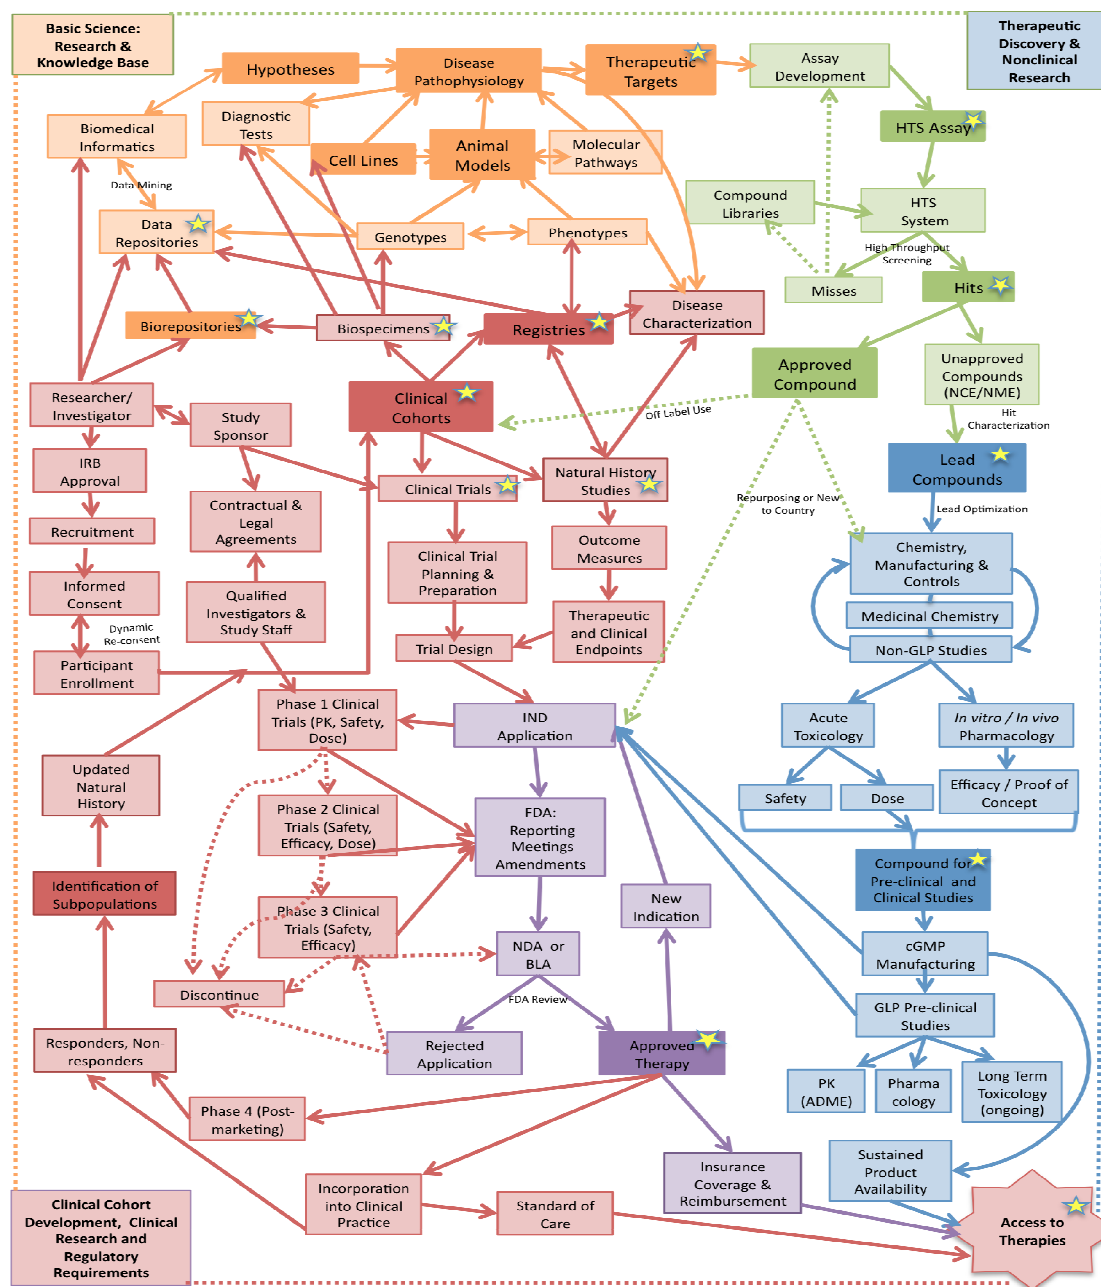 Basic Science:
Research &
Knowledge Base
Therapeutic
Discovery &
Nonclinical
Research
Hypotheses
Disease
Pathophysiology
Therapeutic
Targets
Assay
Development
Biomedical
Informatics
Diagnostic
Tests
Cell Lines
Animal
Models
Molecular
Pathways
HTS Assay
Data Mining
Data
Repositories
Genotypes
Phenotypes
Compound
Libraries
HTS
System
High Throughput
Screening
Misses
Hits
Biorepositories
Biospecimens
Registries
Disease
Characterization
Approved
Compound
Unapproved
Compounds
(NCE/NME)
Hit
Characterization
Researcher/
Investigator
Study
Sponsor
Clinical
Cohorts
Off Label Use
IRB
Approval
Contractual &
Legal
Agreements
Clinical Trials
Natural History
Studies
Repurposing or New
to Country
Lead
Compounds
Lead Optimization
Recruitment
Clinical Trial
Planning &
Preparation
Outcome
Measures
Chemistry,
Manufacturing &
Controls
Informed
Consent
Qualified
Investigators &
Study Staff
Therapeutic
and Clinical
Endpoints
Medicinal Chemistry
Dynamic
Re-consent
Participant
Enrollment
Trial Design
Non-GLP Studies
Phase 1 Clinical
Trials (PK, Safety,
Dose)
IND
Application
Acute
Toxicology
In vitro / In vivo
Pharmacology
Updated
Natural
History
Phase 2 Clinical
Trials (Safety,
Efficacy, Dose)
FDA:
Reporting
Meetings
Amendments
Safety
Dose
Efficacy / Proof of
Concept
Identification of
Subpopulations
Phase 3 Clinical
Trials (Safety,
Efficacy)
New
Indication
Compound for
Pre-clinical and
Clinical Studies
NDA or
BLA
cGMP
Manufacturing
Discontinue
FDA Review
GLP Pre-clinical
Studies
Responders, Non-
responders
Rejected
Application
Approved
Therapy
PK
(ADME)
Pharma
cology
Long Term
Toxicology
(ongoing)
Phase 4 (Post-
marketing)
Incorporation
into Clinical
Practice
Standard of
Care
Insurance
Coverage &
Reimbursement
Sustained
Product
Availability
Clinical Cohort
Development, Clinical
Research and
Regulatory
Requirements
Access to
Therapies